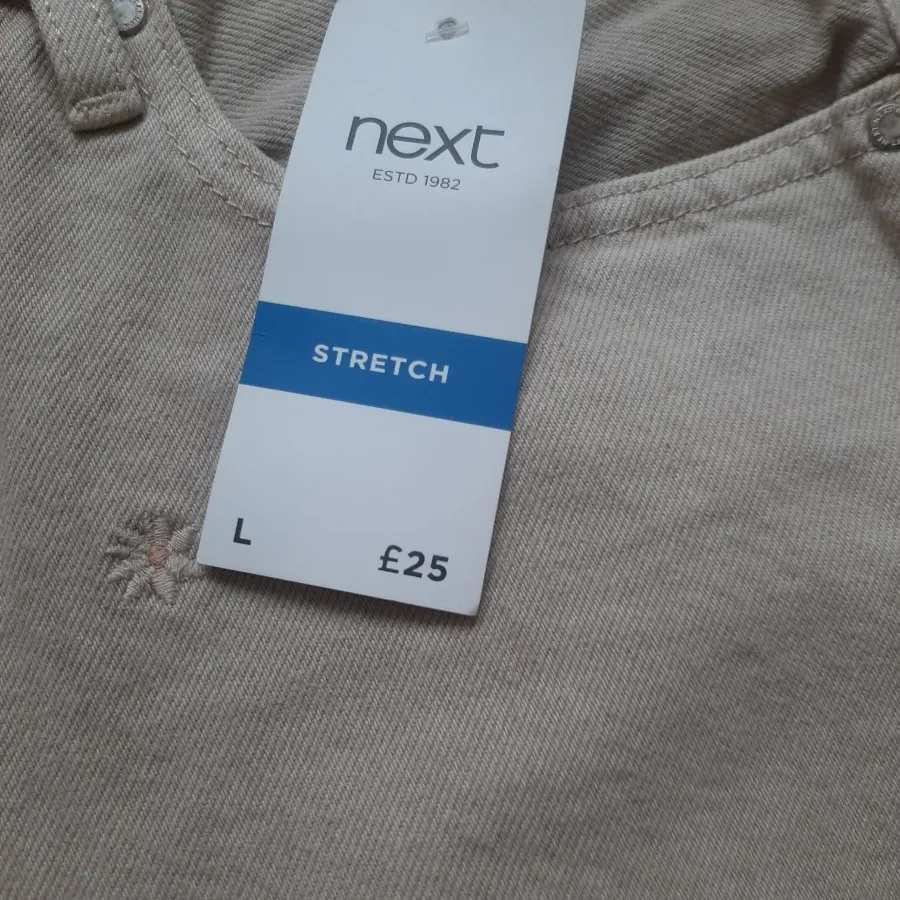 next
ESTD 1982
STRETCH
L
£25